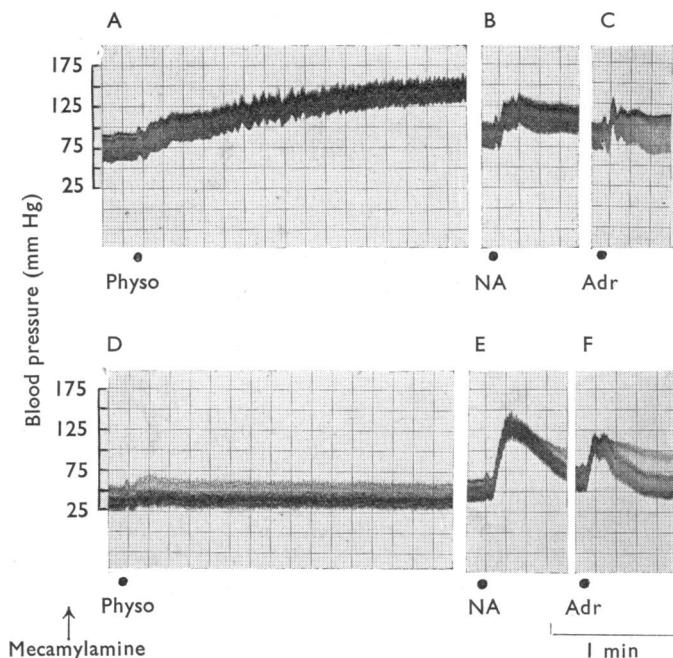 A B C
175
125
75
25
Physo NA Adr
Blood pressure (mm Hg)
D E F
175
125
75
25
Physo NA Adr
Mecamylamine 1 min